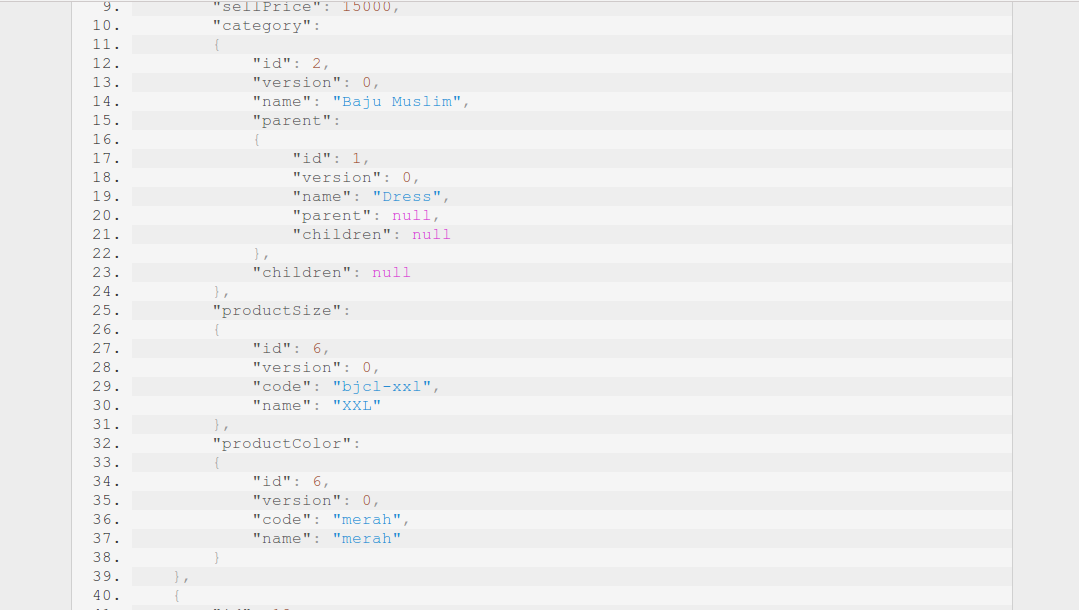 9. "sellPrice": 15000,
10. "category":
11. {
12. "id": 2,
13. "version": 0,
14. "name": "Baju Muslim",
15. "parent":
16. {
17. "id": 1,
18. "version": 0,
19. "name": "Dress",
20. "parent": null,
21. "children": null
22. },
23. "children": null
24. },
25. "productSize":
26. {
27. "id": 6,
28. "version": 0,
29. "code": "bjcl-xxl",
30. "name": "XXL"
31. },
32. "productColor":
33. {
34. "id": 6,
35. "version": 0,
36. "code": "merah",
37. "name": "merah"
38. }
39. },
40. {